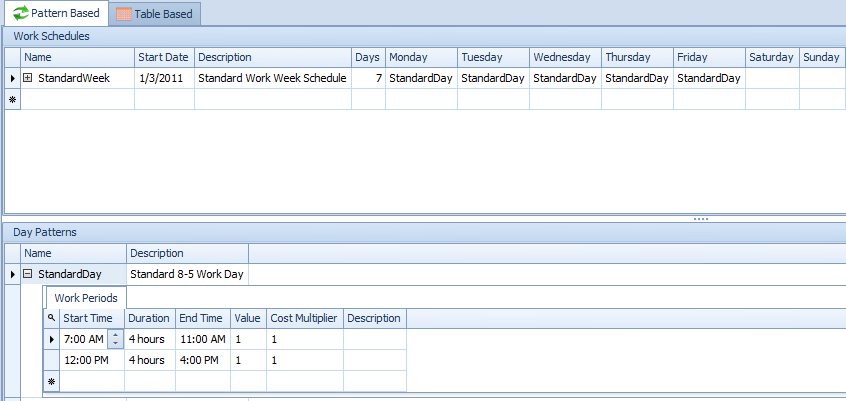 Pattern Based Table Based
Work Schedules
Name Start Date Description Days Monday Tuesday Wednesday Thursday Friday Saturday Sunday
StandardWeek 1/3/2011 Standard Work Week Schedule 7 StandardDay StandardDay StandardDay StandardDay StandardDay
Day Patterns
Name Description
StandardDay Standard 8-5 Work Day
Work Periods
Start Time Duration End Time Value Cost Multiplier Description
7:00 AM 4 hours 11:00 AM 1 1
12:00 PM 4 hours 4:00 PM 1 1